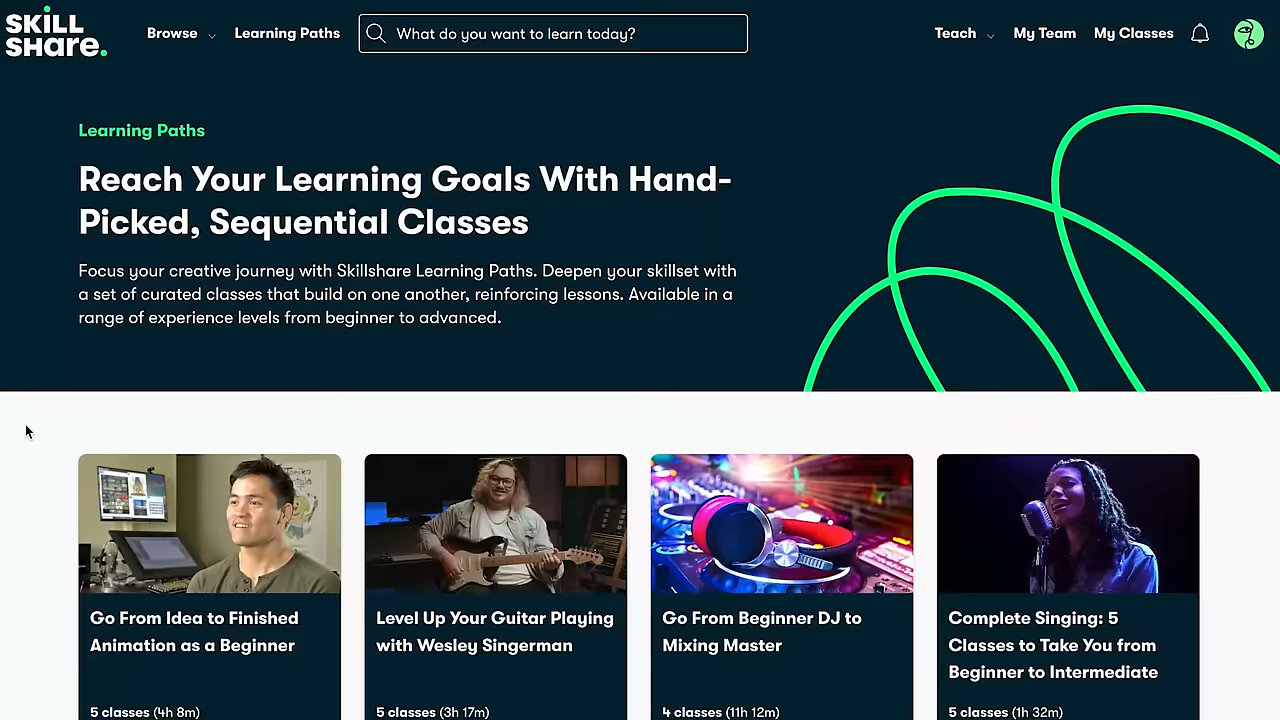 SKILL
SHare.
Browse
Learning Paths
What do you want to learn today?
Teach
My Team
My Classes
Learning Paths
Reach Your Learning Goals With Hand-
Picked, Sequential Classes
Focus your creative journey with Skillshare Learning Paths. Deepen your skillset with
a set of curated classes that build on one another, reinforcing lessons. Available in a
range of experience levels from beginner to advanced.
Go From Idea to Finished
Animation as a Beginner
5 classes (4h 8m)
Level Up Your Guitar Playing
with Wesley Singerman
5 classes (3h 17m)
Go From Beginner DJ to
Mixing Master
4 classes (11h 12m)
Complete Singing: 5
Classes to Take You from
Beginner to Intermediate
5 classes (1h 32m)